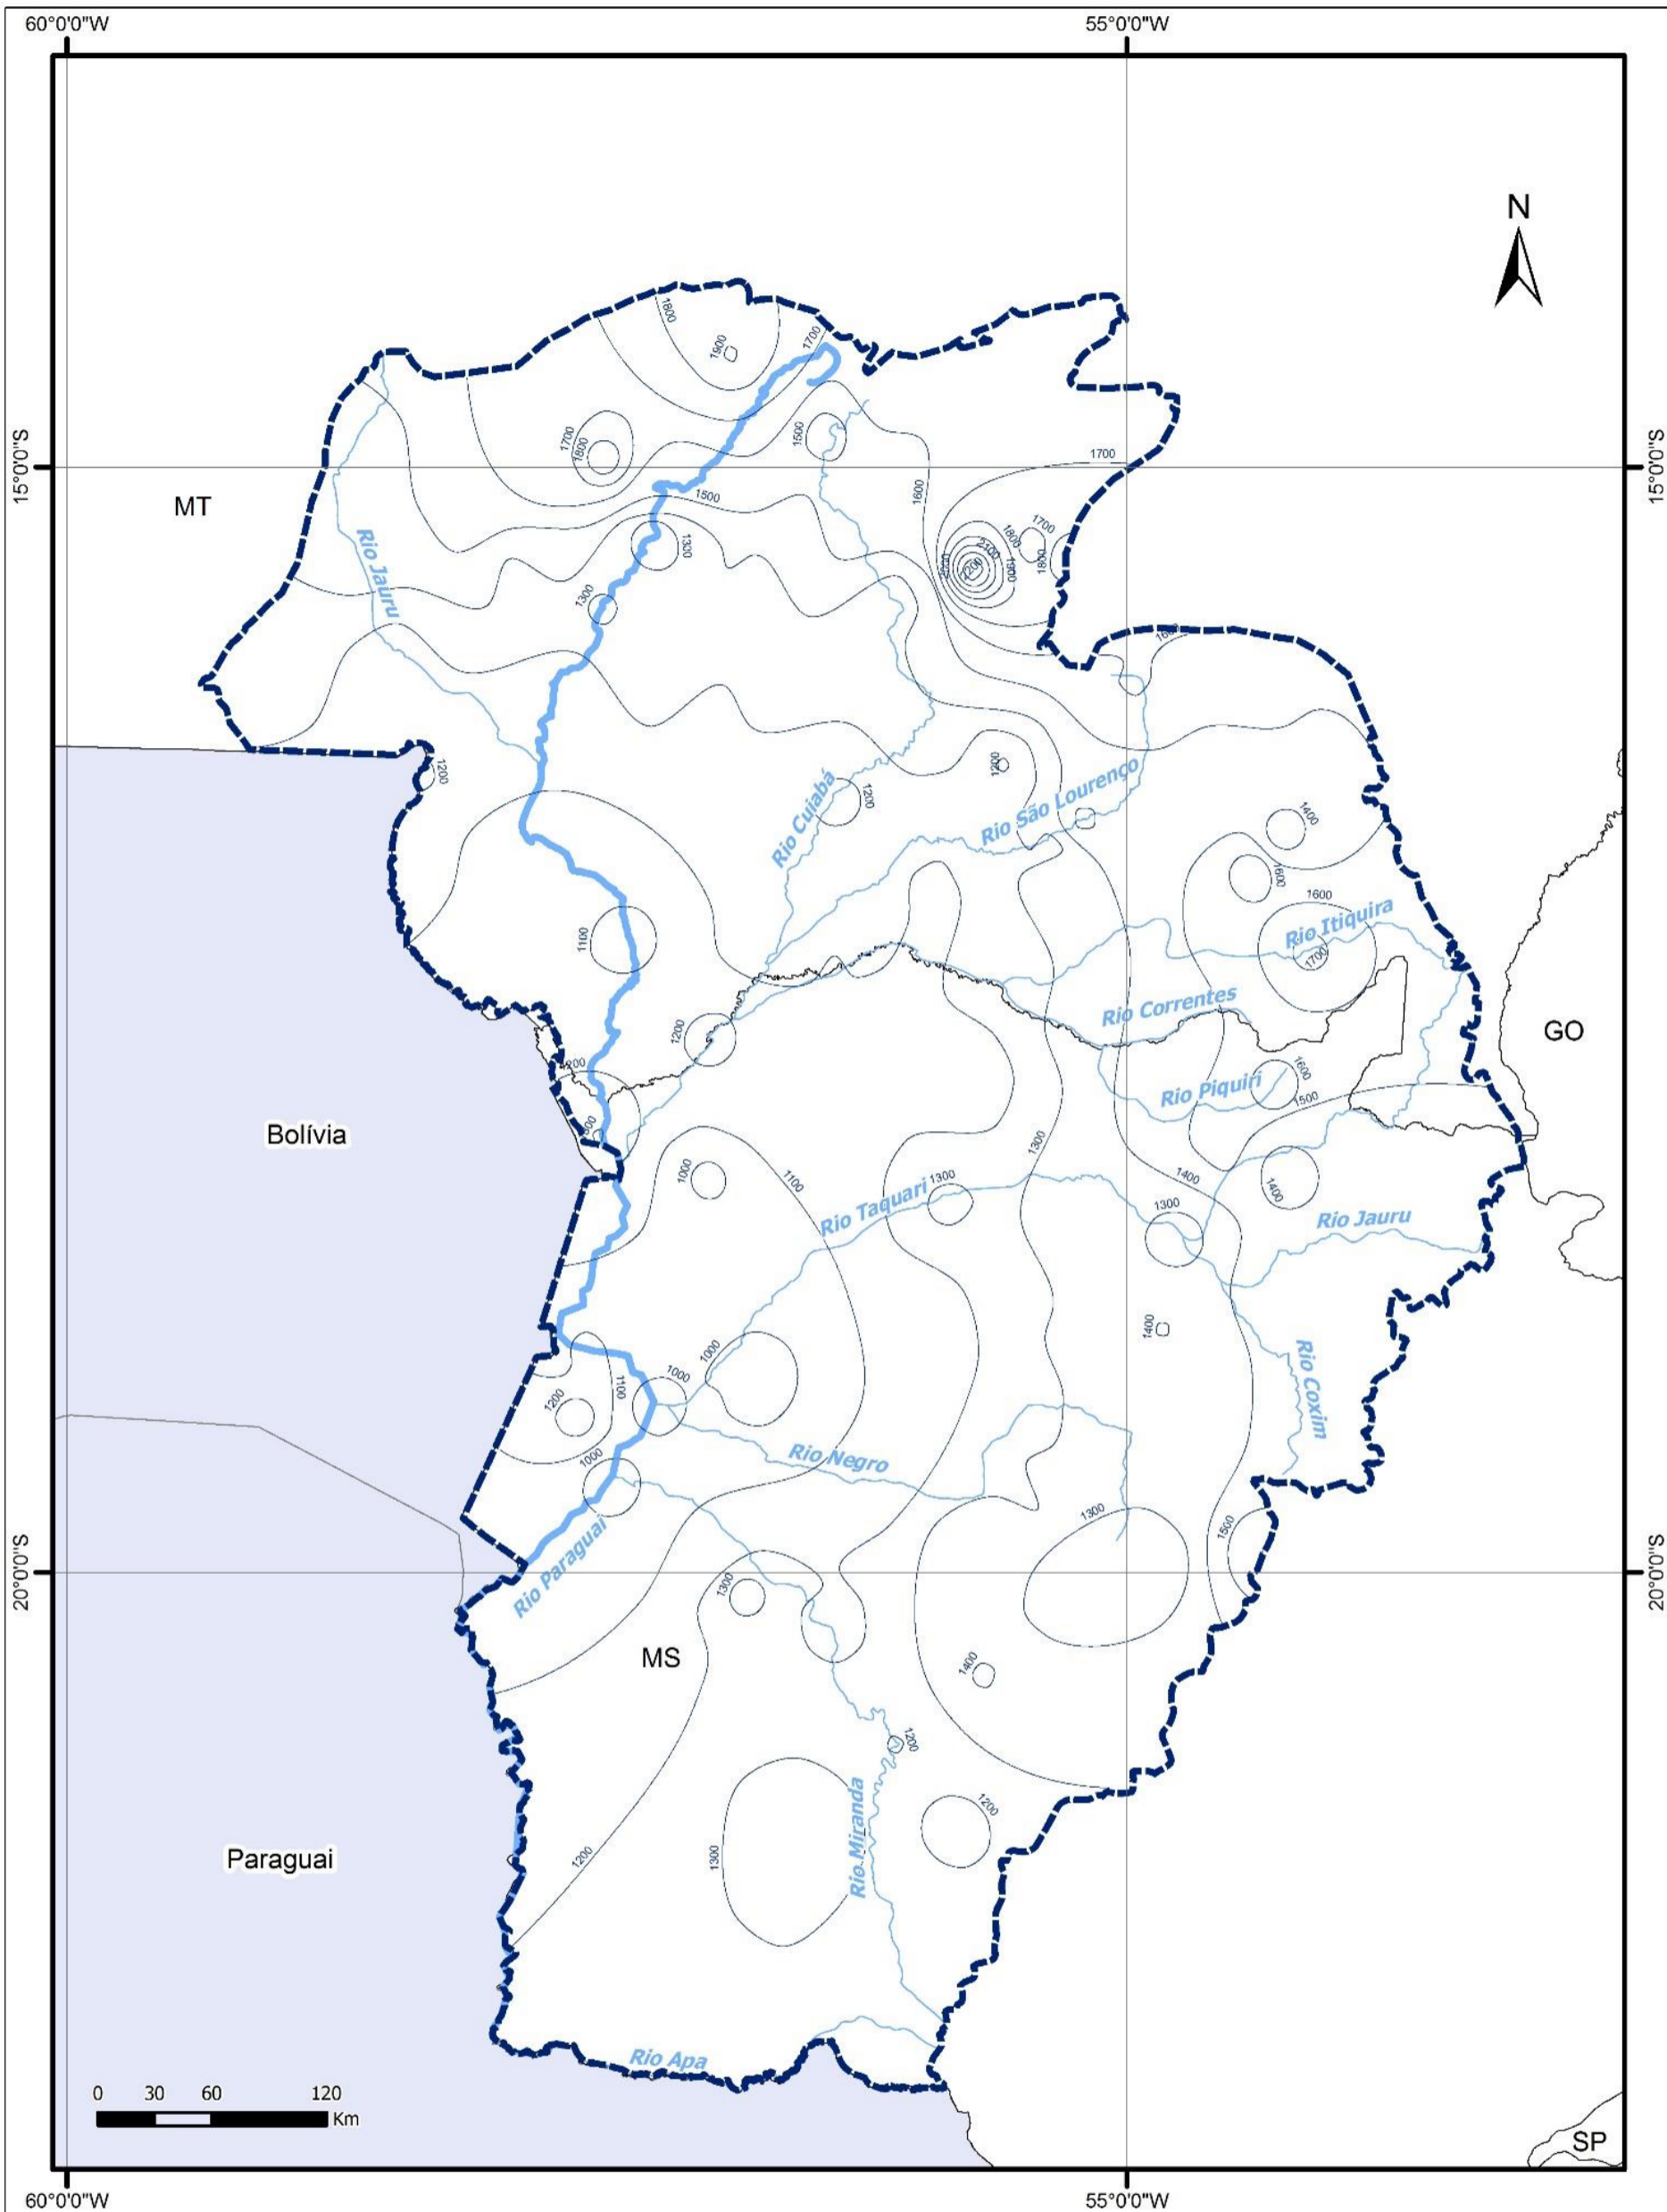 60°0'0"W
55°0'0"W
N
1800
1900
1700
1700
1800
1500
15°0'0"S
15°0'0"S
1700
MT
1500
1600
Rio Jauru
1300
1700
1800
2100
2000
2200
1900
1800
1300
1600
1200
1200
1200
Rio Cuiabá
Rio São Lourenço
1400
1600
1600
Rio Itiquira
1700
1100
Rio Correntes
GO
1200
1200
1600
Rio Piquiri
1500
Bolívia
1300
1000
1100
1400
1300
1400
Rio Taquari
1300
Rio Jauru
1400
Rio Coxim
1000
1000
1100
1200
Rio Negro
1000
1300
1500
20°0'0"S
20°0'0"S
Rio Paraguai
1300
MS
1400
1200
Rio Miranda
1200
1300
1200
Paraguai
Rio Apa
0 30 60 120
Km
SP
60°0'0"W
55°0'0"W